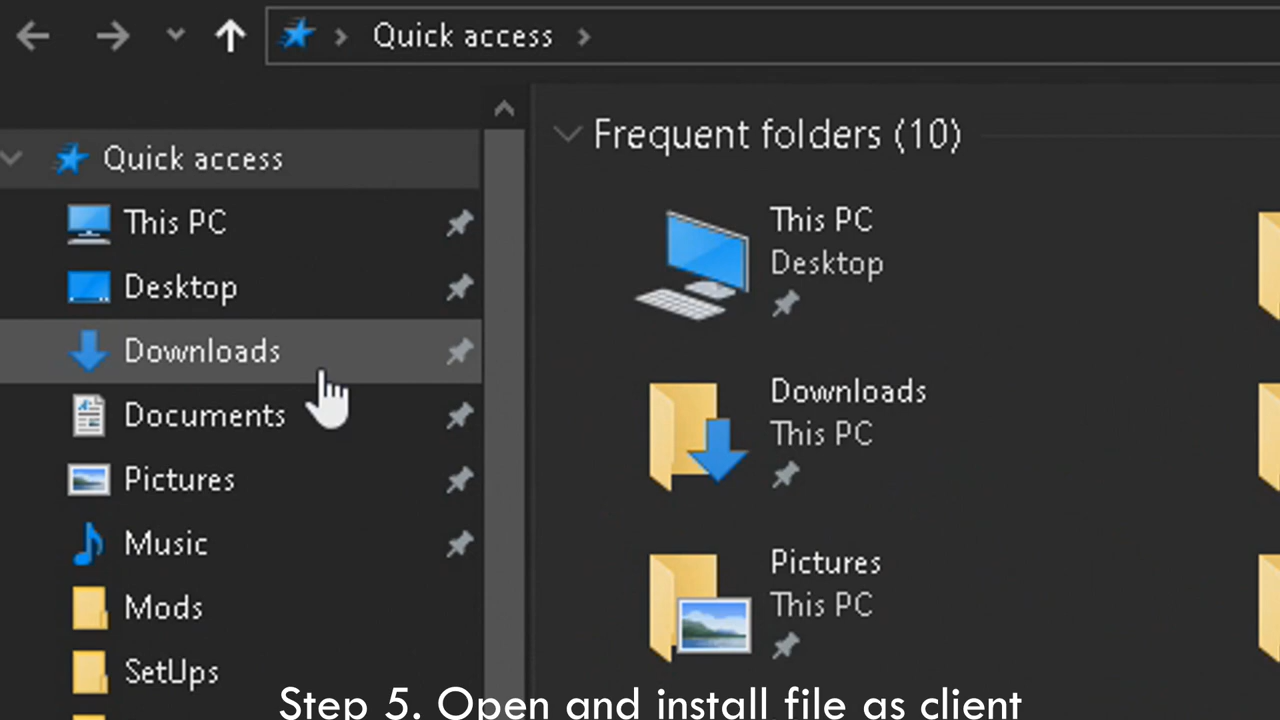 Quick access
Quick access
This PC
Desktop
Downloads
Documents
Pictures
Music
Mods
SetUps
Frequent folders (10)
This PC
Desktop
Downloads
This PC
Pictures
This PC
Step 5. Open and install file as client